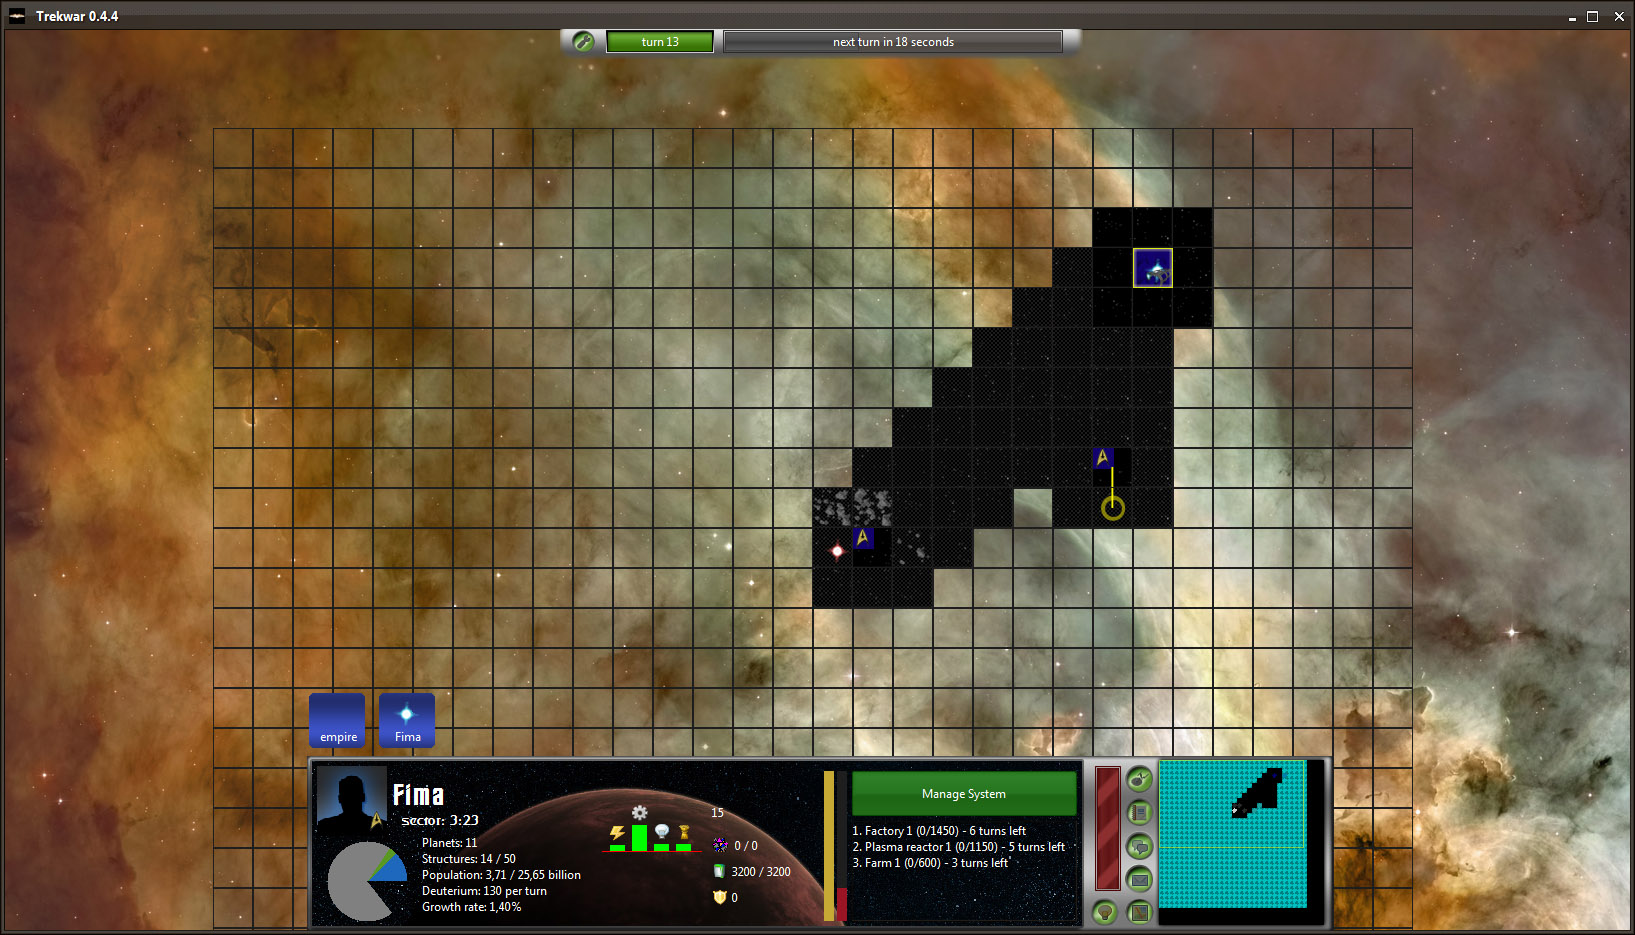 Trekwar 0.4.4
turn 13
next turn in 18 seconds
empire
Fima
Fima
sector: 3:23
Planets: 11
Structures: 14 / 50
Population: 3,71 / 25,65 billion
Deuterium: 130 per turn
Growth rate: 1,40%
15
0 / 0
3200 / 3200
0
Manage System
1. Factory 1 (0/1450) - 6 turns left
2. Plasma reactor 1 (0/1150) - 5 turns left
3. Farm 1 (0/600) - 3 turns left